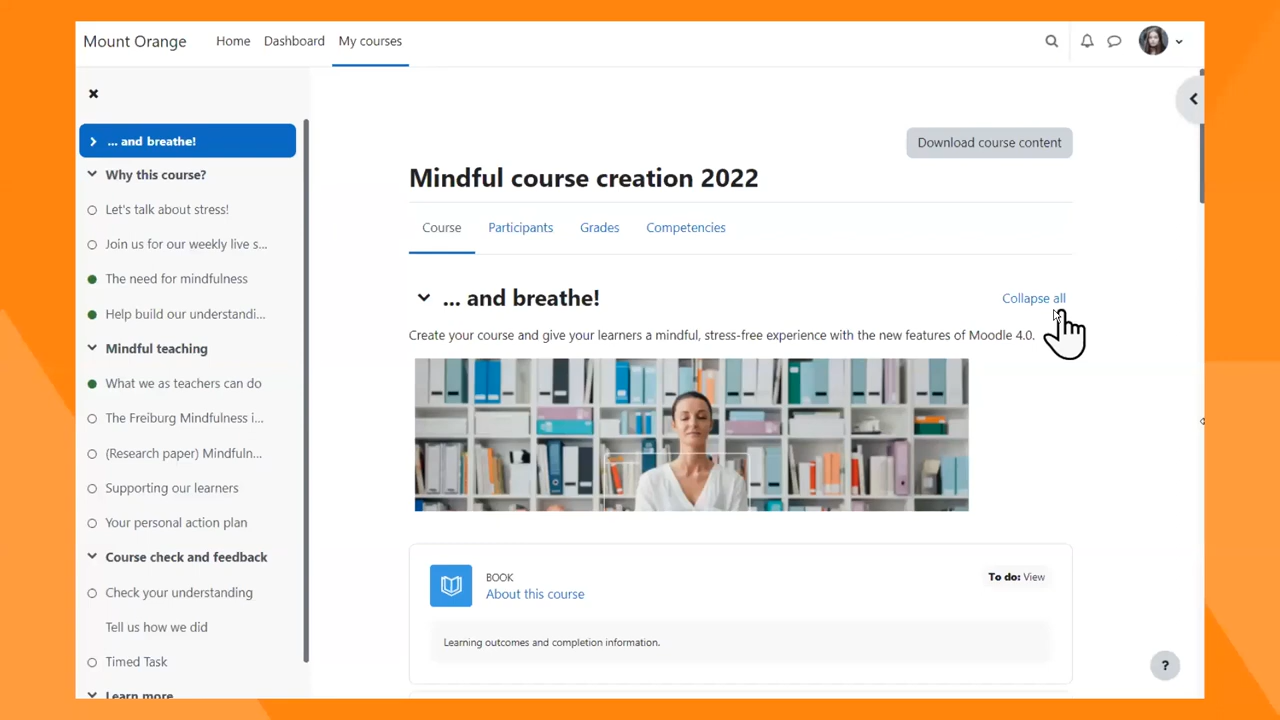 Mount Orange
Home
Dashboard
My courses
... and breathe!
Why this course?
Let's talk about stress!
Join us for our weekly live s...
The need for mindfulness
Help build our understandi...
Mindful teaching
What we as teachers can do
The Freiburg Mindfulness i...
(Research paper) Mindfuln...
Supporting our learners
Your personal action plan
Course check and feedback
Check your understanding
Tell us how we did
Timed Task
Learn more
Download course content
Mindful course creation 2022
Course
Participants
Grades
Competencies
... and breathe!
Collapse all
Create your course and give your learners a mindful, stress-free experience with the new features of Moodle 4.0.
BOOK
To do: View
About this course
Learning outcomes and completion information.
?